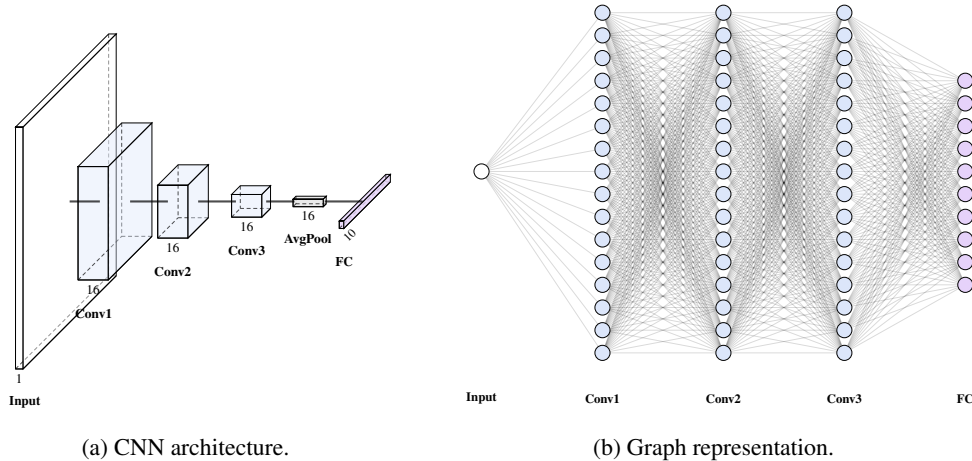 1
Input
16
Conv1
16
Conv2
16
Conv3
16
AvgPool
10
FC
(a) CNN architecture.
Input
Conv1
Conv2
Conv3
FC
(b) Graph representation.